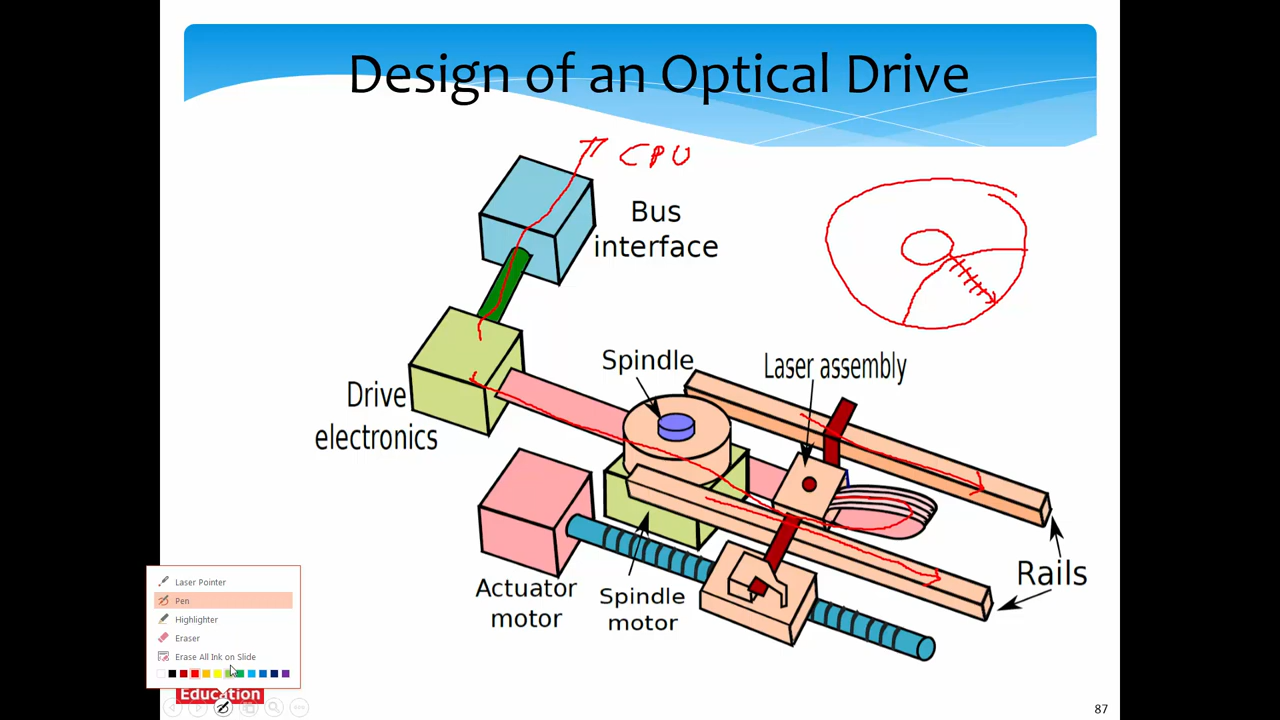 Design of an Optical Drive
CPU
Bus
interface
Spindle
Laser assembly
Drive
electronics
Rails
Actuator
motor
Spindle
motor
Laser Pointer
Pen
Highlighter
Eraser
Erase All Ink on Slide
Education
87